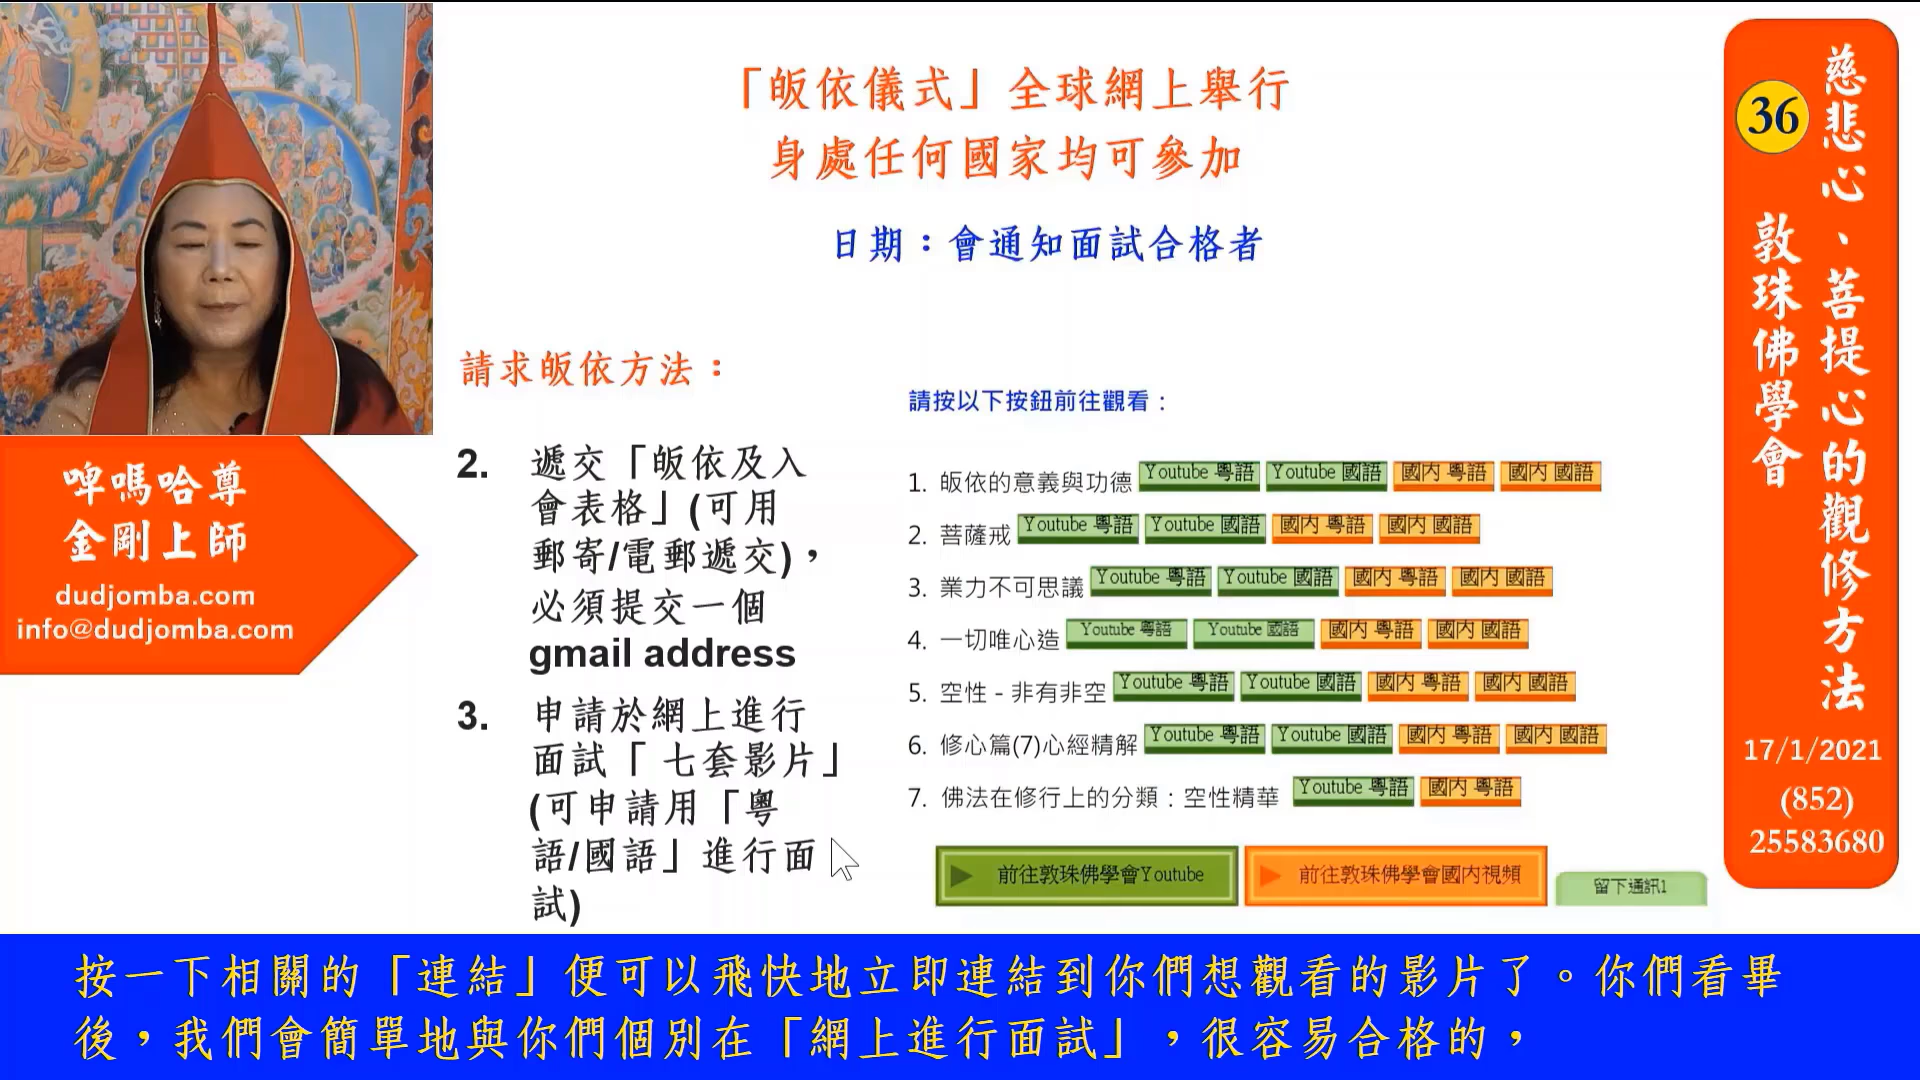 「皈依儀式」全球網上舉行
身處任何國家均可參加
日期：會通知面試合格者
請求皈依方法：
2. 遞交「皈依及入
會表格」(可用
郵寄/電郵遞交)，
必須提交一個
gmail address
3. 申請於網上進行
面試「七套影片」
(可申請用「粵
語/國語」進行面
試)
請按以下按鈕前往觀看：
1. 皈依的意義與功德 Youtube 粵語 Youtube 國語 國內 粵語 國內 國語
2. 菩薩戒 Youtube 粵語 Youtube 國語 國內 粵語 國內 國語
3. 業力不可思議 Youtube 粵語 Youtube 國語 國內 粵語 國內 國語
4. 一切唯心造 Youtube 粵語 Youtube 國語 國內 粵語 國內 國語
5. 空性 - 非有非空 Youtube 粵語 Youtube 國語 國內 粵語 國內 國語
6. 修心篇(7)心經精解 Youtube 粵語 Youtube 國語 國內 粵語 國內 國語
7. 佛法在修行上的分類：空性精華 Youtube 粵語 國內 粵語
前往敦珠佛學會Youtube
前往敦珠佛學會國內視頻
留下通訊1
啤嗎哈尊
金剛上師
dudjomba.com
info@dudjomba.com
慈悲心、菩提心的觀修方法
36
敦珠佛學會
17/1/2021
(852)
25583680
按一下相關的「連結」便可以飛快地立即連結到你們想觀看的影片了。你們看畢
後，我們會簡單地與你們個別在「網上進行面試」，很容易合格的，